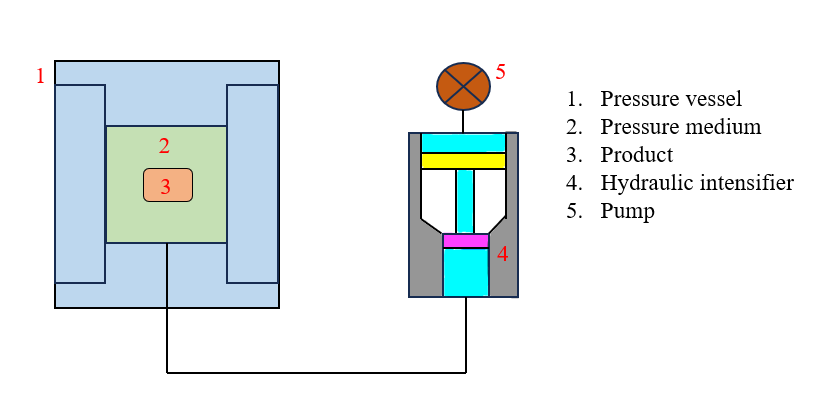 1
2
3
5
4
1. Pressure vessel
2. Pressure medium
3. Product
4. Hydraulic intensifier
5. Pump